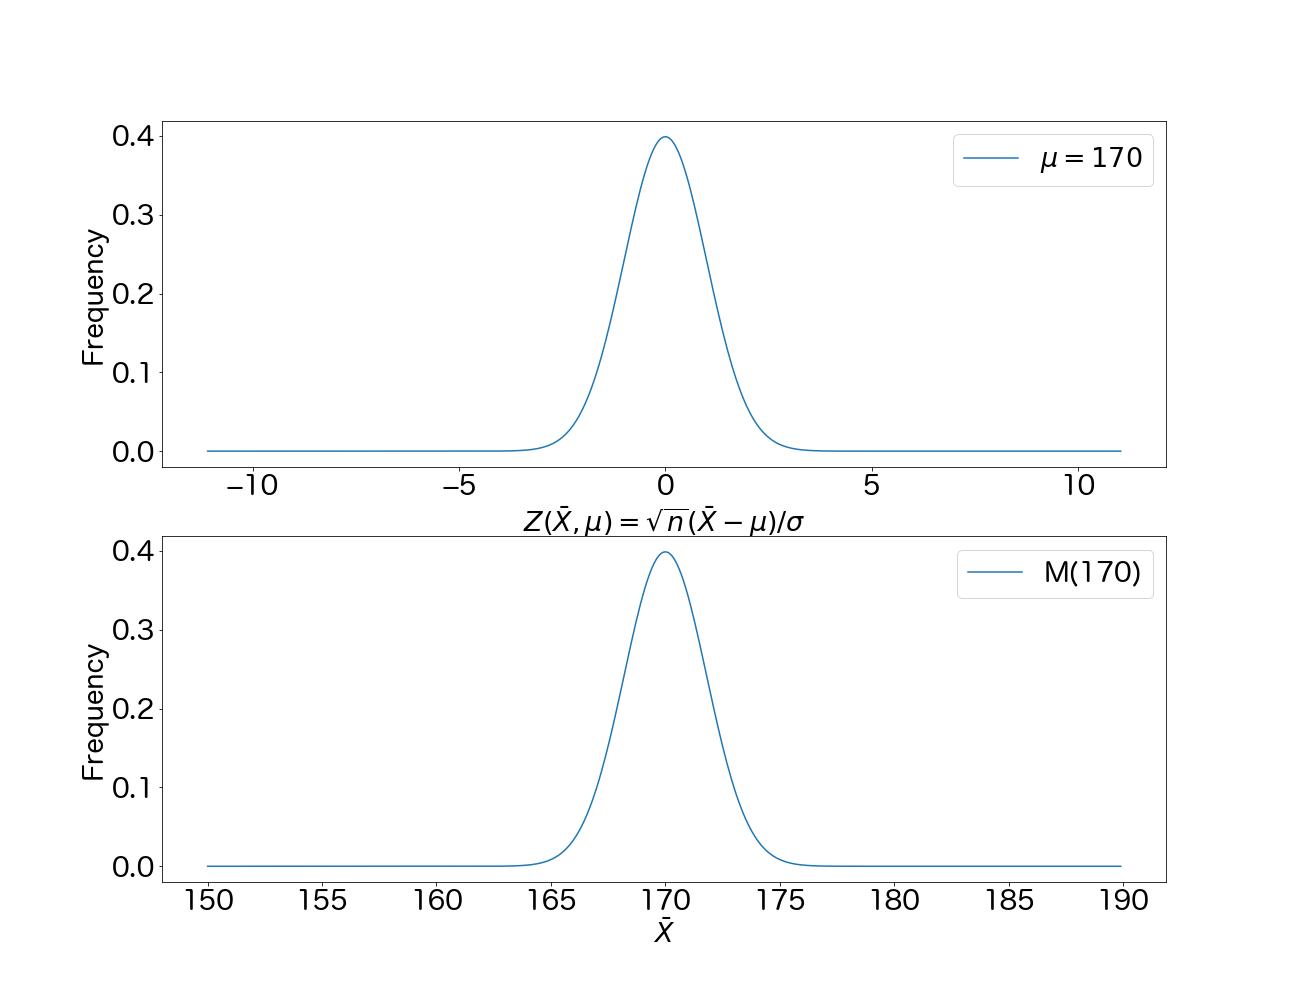 0.4
0.3
0.2
0.1
0.0
Frequency
μ = 170
−10 −5 0 5 10
Z(X̄, μ) = √n(X̄ − μ)/σ
0.4
0.3
0.2
0.1
0.0
Frequency
M(170)
150 155 160 165 170 175 180 185 190
X̄